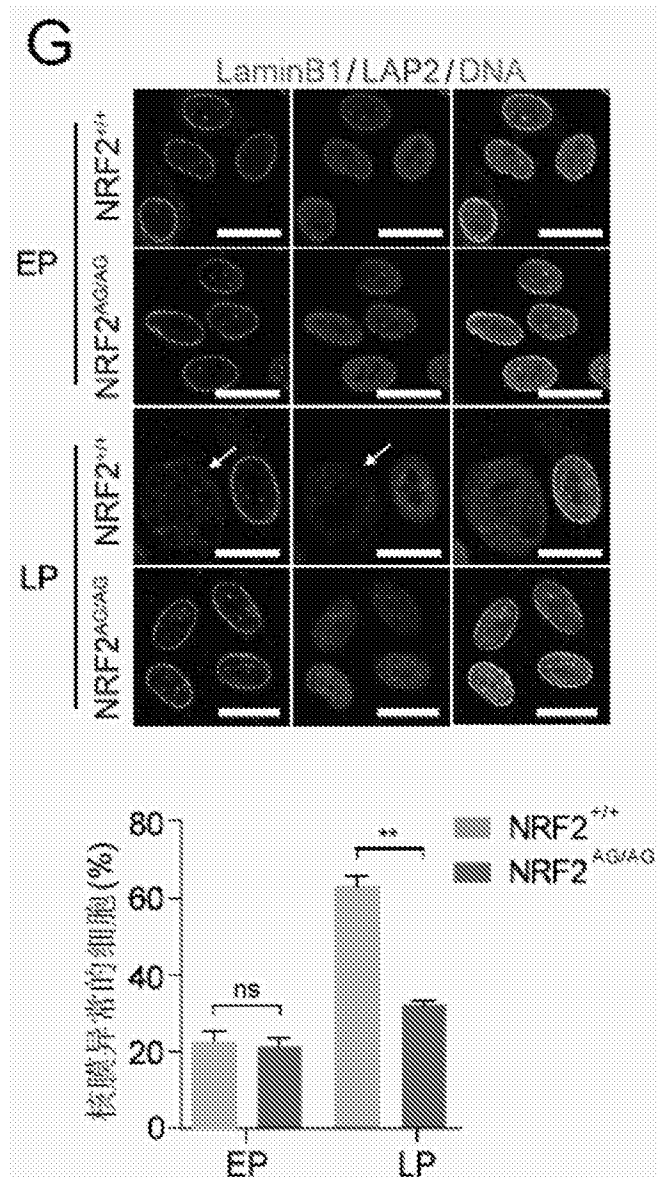 G
LaminB1/LAP2/DNA
EP
NRF2+/+
NRF2AG/AG
LP
NRF2+/+
NRF2AG/AG
核膜异常的细胞(%)
80
60
40
20
0
ns
**
NRF2+/+
NRF2AG/AG
EP
LP